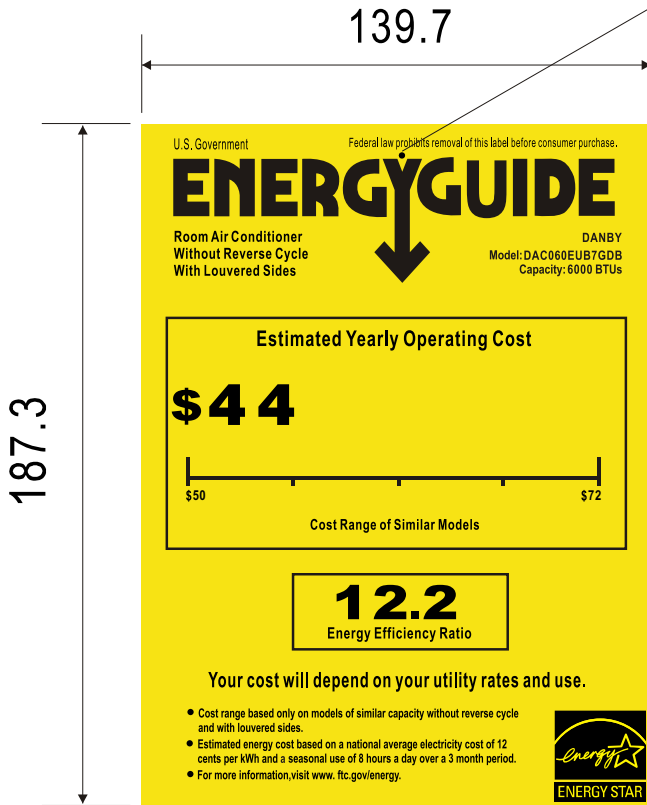 139.7
187.3
U.S. Government
Federal law prohibits removal of this label before consumer purchase.
ENERGYGUIDE
Room Air Conditioner
Without Reverse Cycle
With Louvered Sides
DANBY
Model:DAC060EUB7GDB
Capacity: 6000 BTUs
Estimated Yearly Operating Cost
$44
$50
$72
Cost Range of Similar Models
12.2
Energy Efficiency Ratio
Your cost will depend on your utility rates and use.
● Cost range based only on models of similar capacity without reverse cycle
and with louvered sides.
● Estimated energy cost based on a national average electricity cost of 12
cents per kWh and a seasonal use of 8 hours a day over a 3 month period.
● For more information,visit www. ftc.gov/energy.
energy
ENERGY STAR